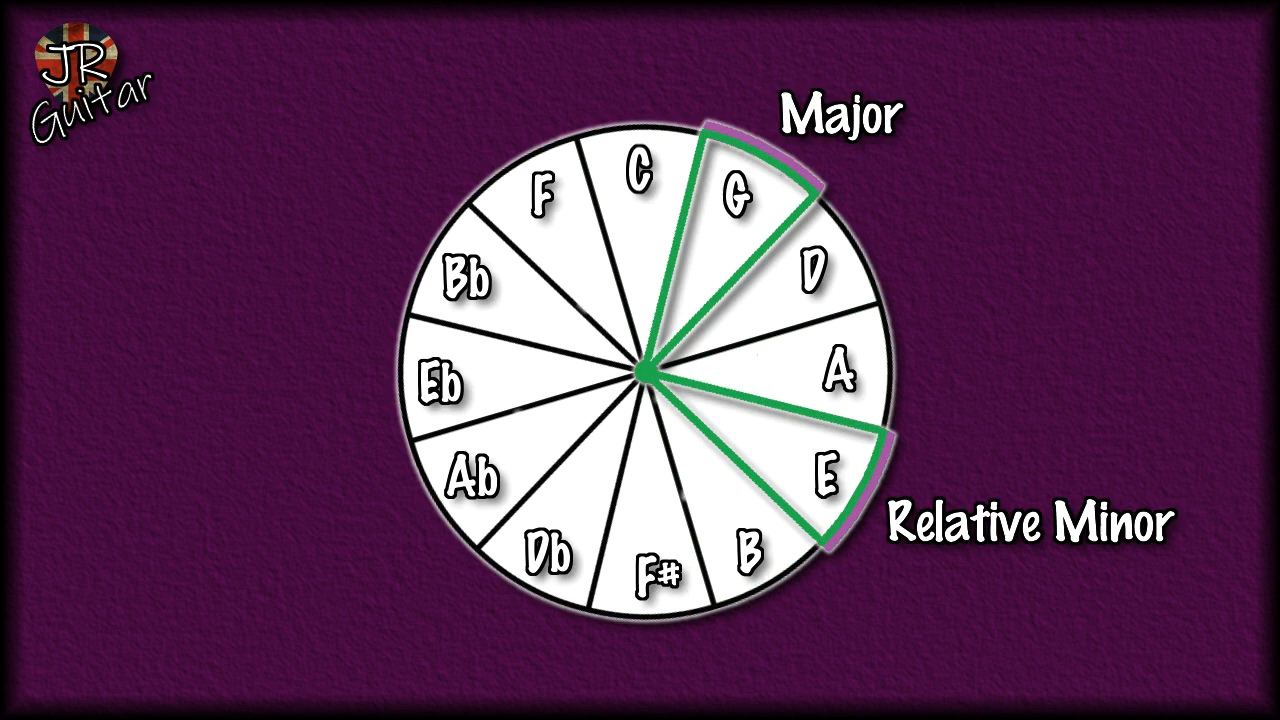 JR
Guitar
Major
Relative Minor
C
G
D
A
E
B
F#
Db
Ab
Eb
Bb
F